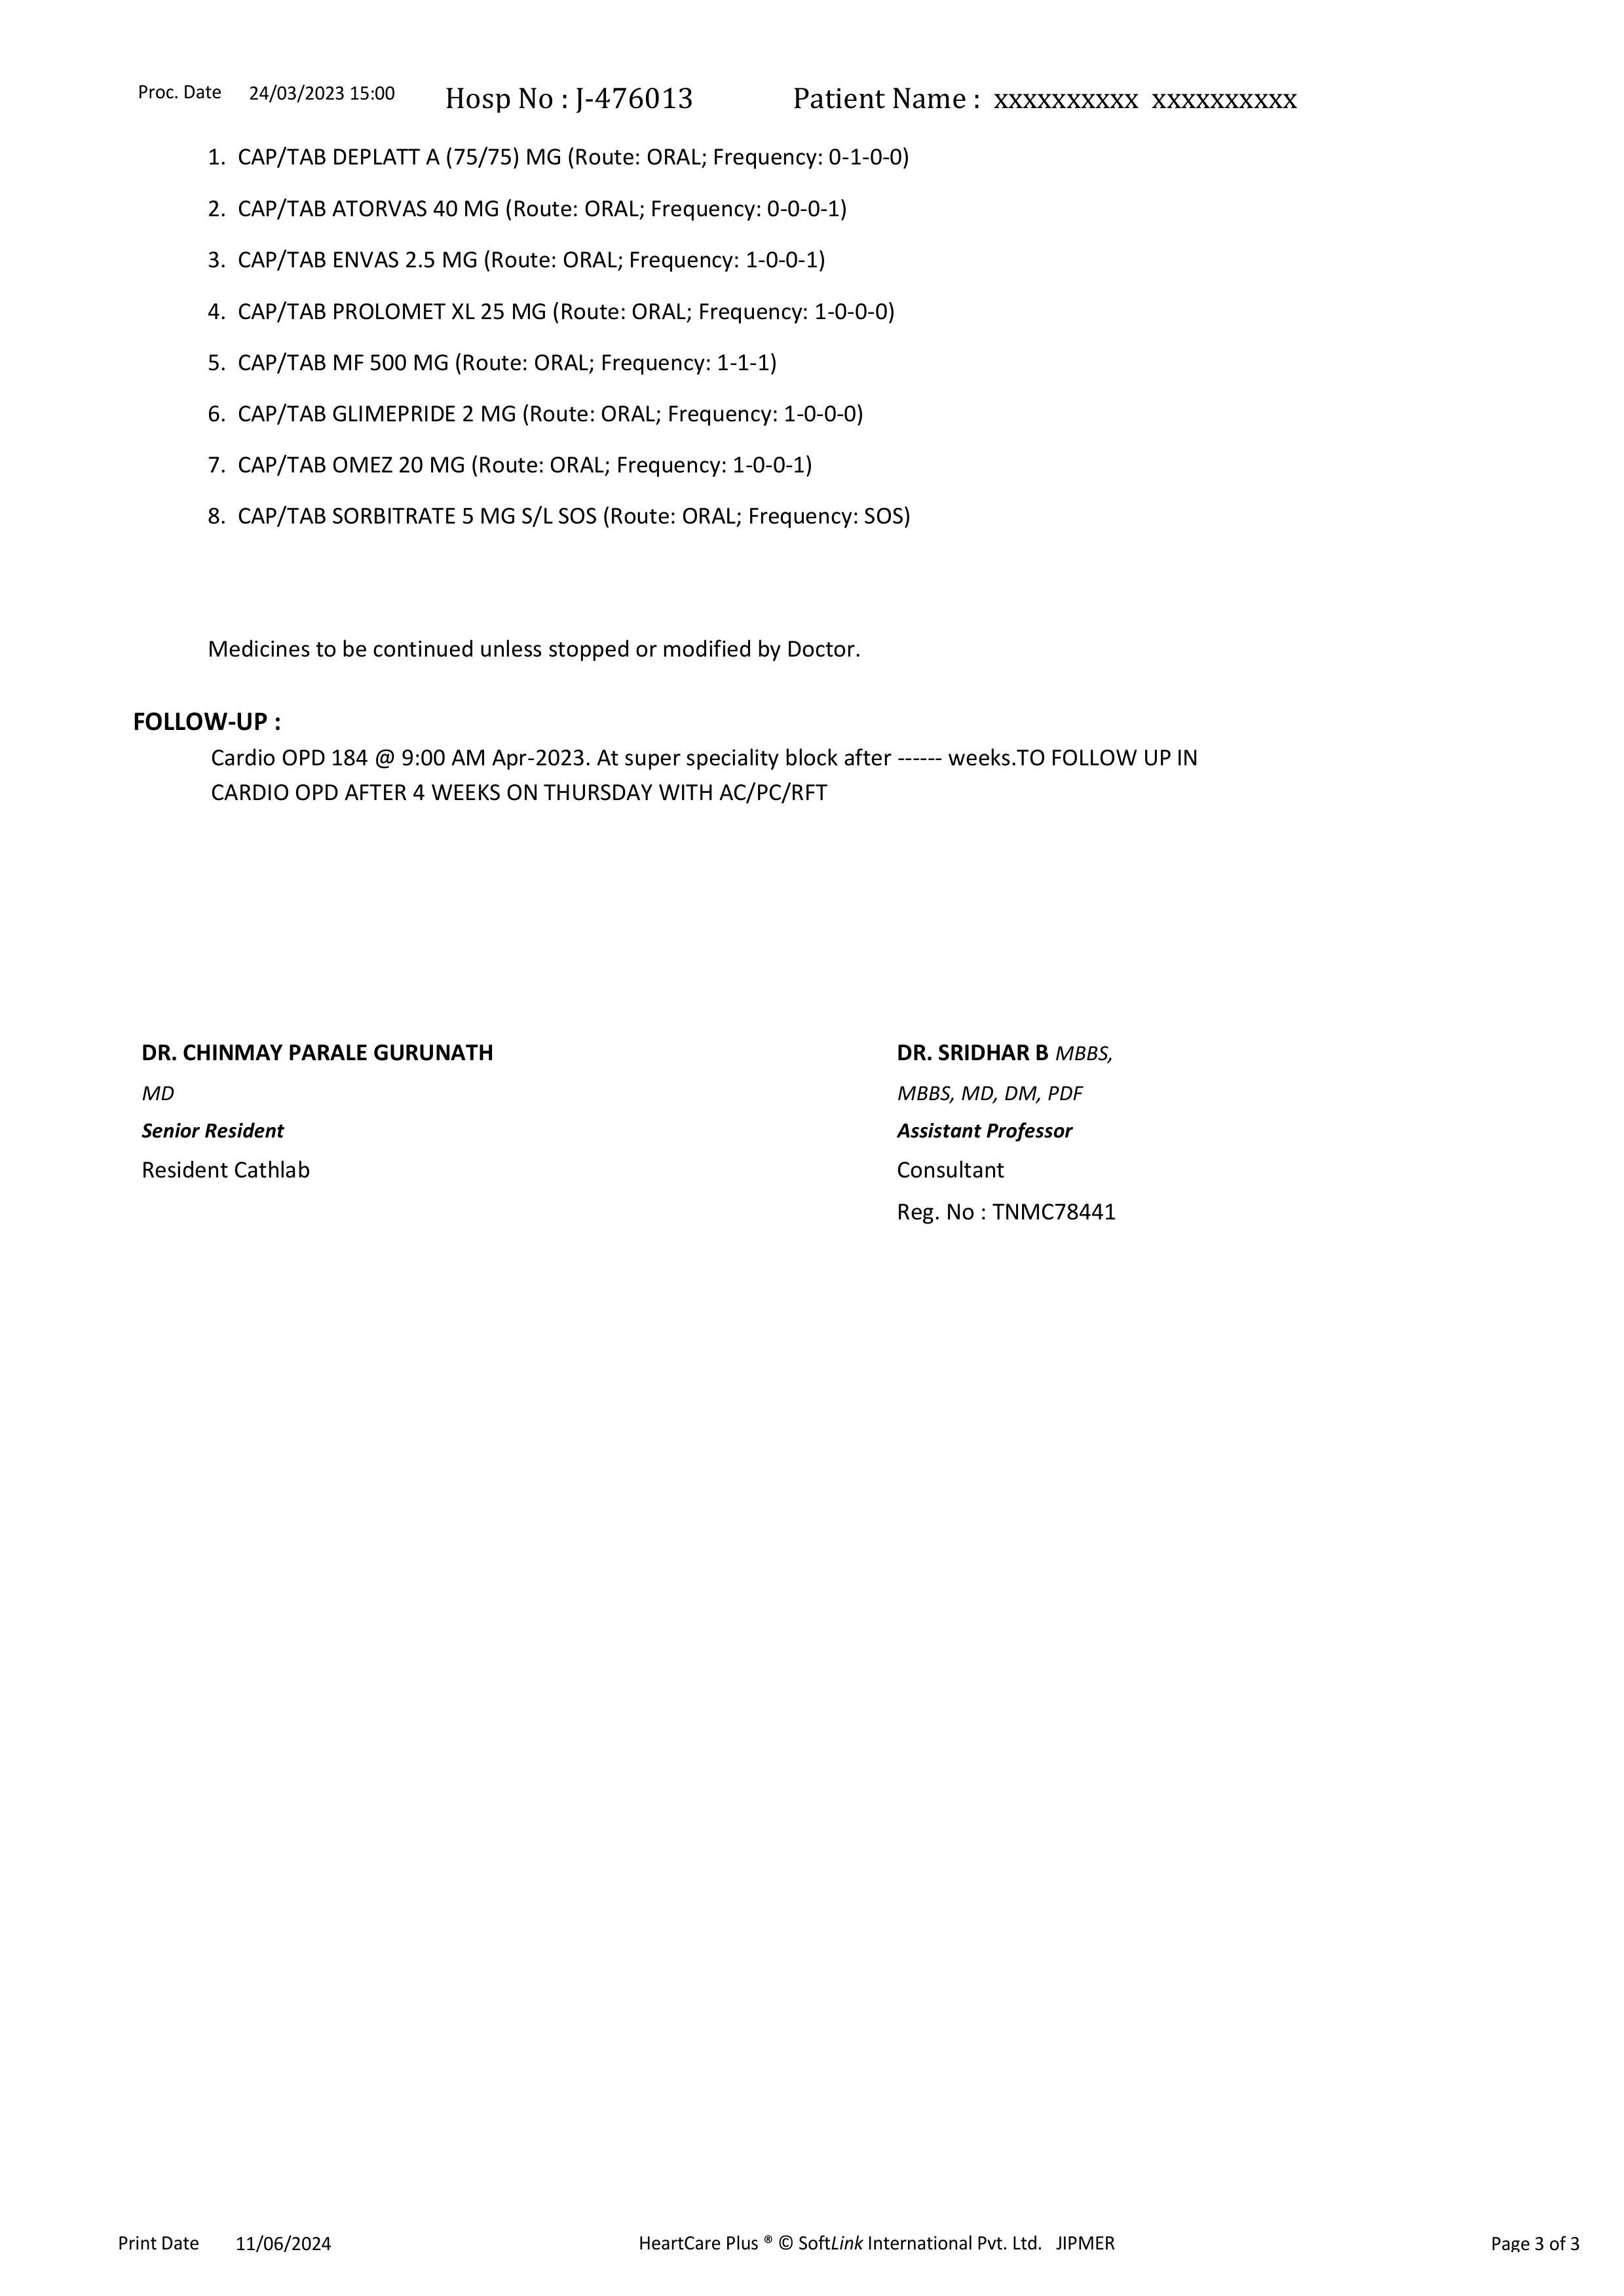 Proc. Date 24/03/2023 15:00 Hosp No : J-476013 Patient Name : xxxxxxxxxx xxxxxxxxxx
1. CAP/TAB DEPLATT A (75/75) MG (Route: ORAL; Frequency: 0-1-0-0)
2. CAP/TAB ATORVAS 40 MG (Route: ORAL; Frequency: 0-0-0-1)
3. CAP/TAB ENVAS 2.5 MG (Route: ORAL; Frequency: 1-0-0-1)
4. CAP/TAB PROLOMET XL 25 MG (Route: ORAL; Frequency: 1-0-0-0)
5. CAP/TAB MF 500 MG (Route: ORAL; Frequency: 1-1-1)
6. CAP/TAB GLIMEPRIDE 2 MG (Route: ORAL; Frequency: 1-0-0-0)
7. CAP/TAB OMEZ 20 MG (Route: ORAL; Frequency: 1-0-0-1)
8. CAP/TAB SORBITRATE 5 MG S/L SOS (Route: ORAL; Frequency: SOS)
Medicines to be continued unless stopped or modified by Doctor.
FOLLOW-UP :
Cardio OPD 184 @ 9:00 AM Apr-2023. At super speciality block after ------ weeks.TO FOLLOW UP IN
CARDIO OPD AFTER 4 WEEKS ON THURSDAY WITH AC/PC/RFT
DR. CHINMAY PARALE GURUNATH
MD
Senior Resident
Resident Cathlab
DR. SRIDHAR B MBBS,
MBBS, MD, DM, PDF
Assistant Professor
Consultant
Reg. No : TNMC78441
Print Date 11/06/2024 HeartCare Plus ® © SoftLink International Pvt. Ltd. JIPMER Page 3 of 3